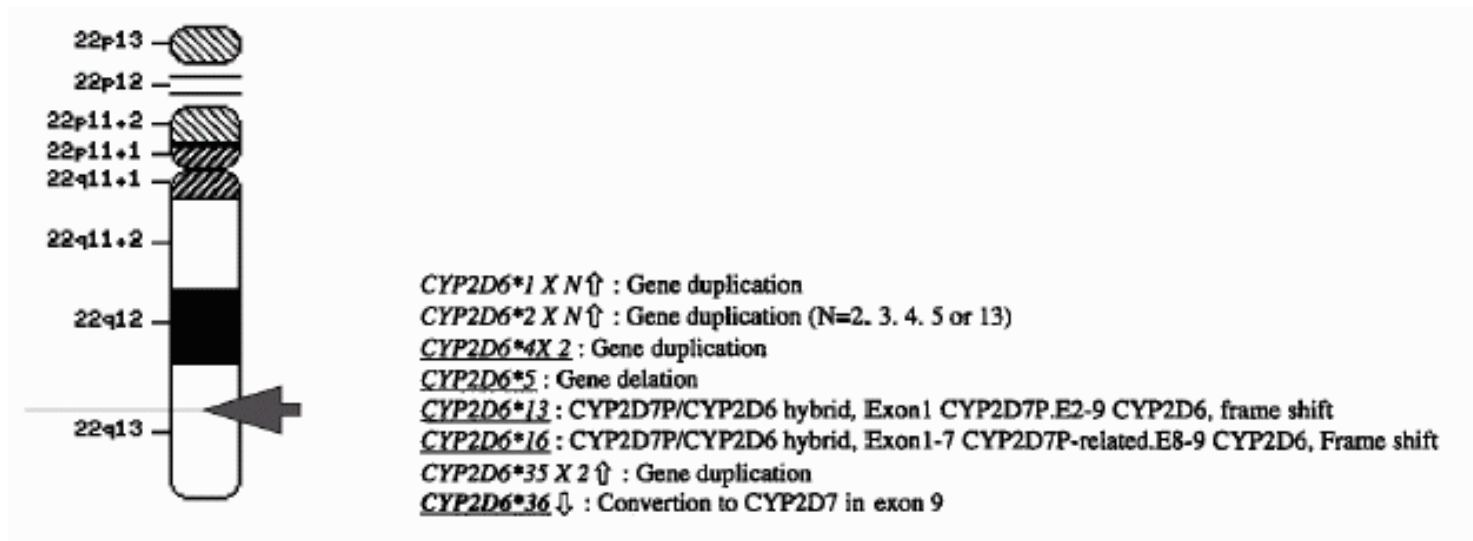 22p13
22p12
22p11.2
22p11.1
22q11.1
22q11.2
22q12
22q13
CYP2D6*1 X N⇧ : Gene duplication
CYP2D6*2 X N⇧ : Gene duplication (N=2. 3. 4. 5 or 13)
CYP2D6*4X 2 : Gene duplication
CYP2D6*5 : Gene delation
CYP2D6*13 : CYP2D7P/CYP2D6 hybrid, Exon1 CYP2D7P.E2-9 CYP2D6, frame shift
CYP2D6*16 : CYP2D7P/CYP2D6 hybrid, Exon1-7 CYP2D7P-related.E8-9 CYP2D6, Frame shift
CYP2D6*35 X 2⇧ : Gene duplication
CYP2D6*36⇩ : Convertion to CYP2D7 in exon 9